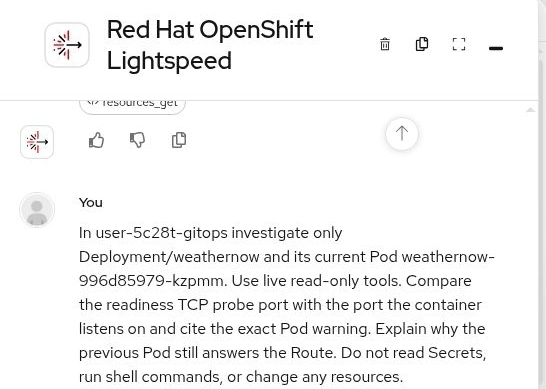 Red Hat OpenShift
Lightspeed
resources_get
You
In user-5c28t-gitops investigate only
Deployment/weathernow and its current Pod weathernow-
996d85979-kzpmm. Use live read-only tools. Compare
the readiness TCP probe port with the port the container
listens on and cite the exact Pod warning. Explain why the
previous Pod still answers the Route. Do not read Secrets,
run shell commands, or change any resources.